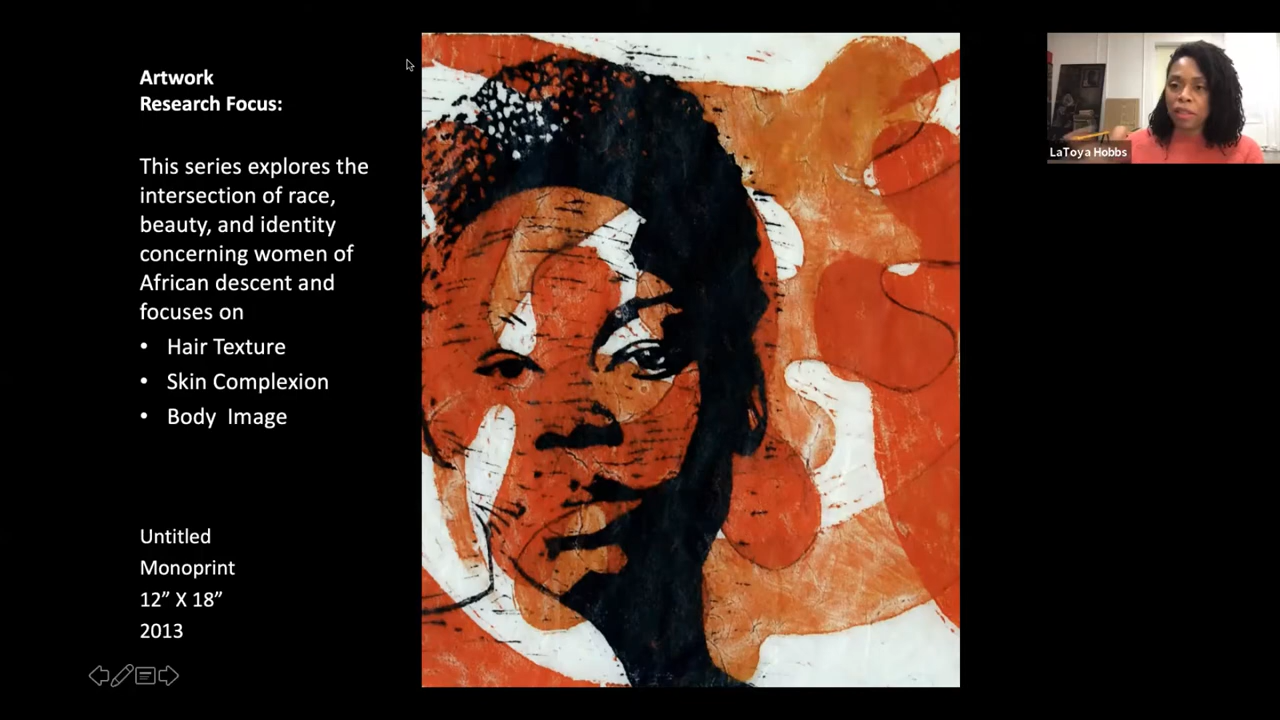 Artwork
Research Focus:
This series explores the
intersection of race,
beauty, and identity
concerning women of
African descent and
focuses on
• Hair Texture
• Skin Complexion
• Body Image
Untitled
Monoprint
12” X 18”
2013
LaToya Hobbs